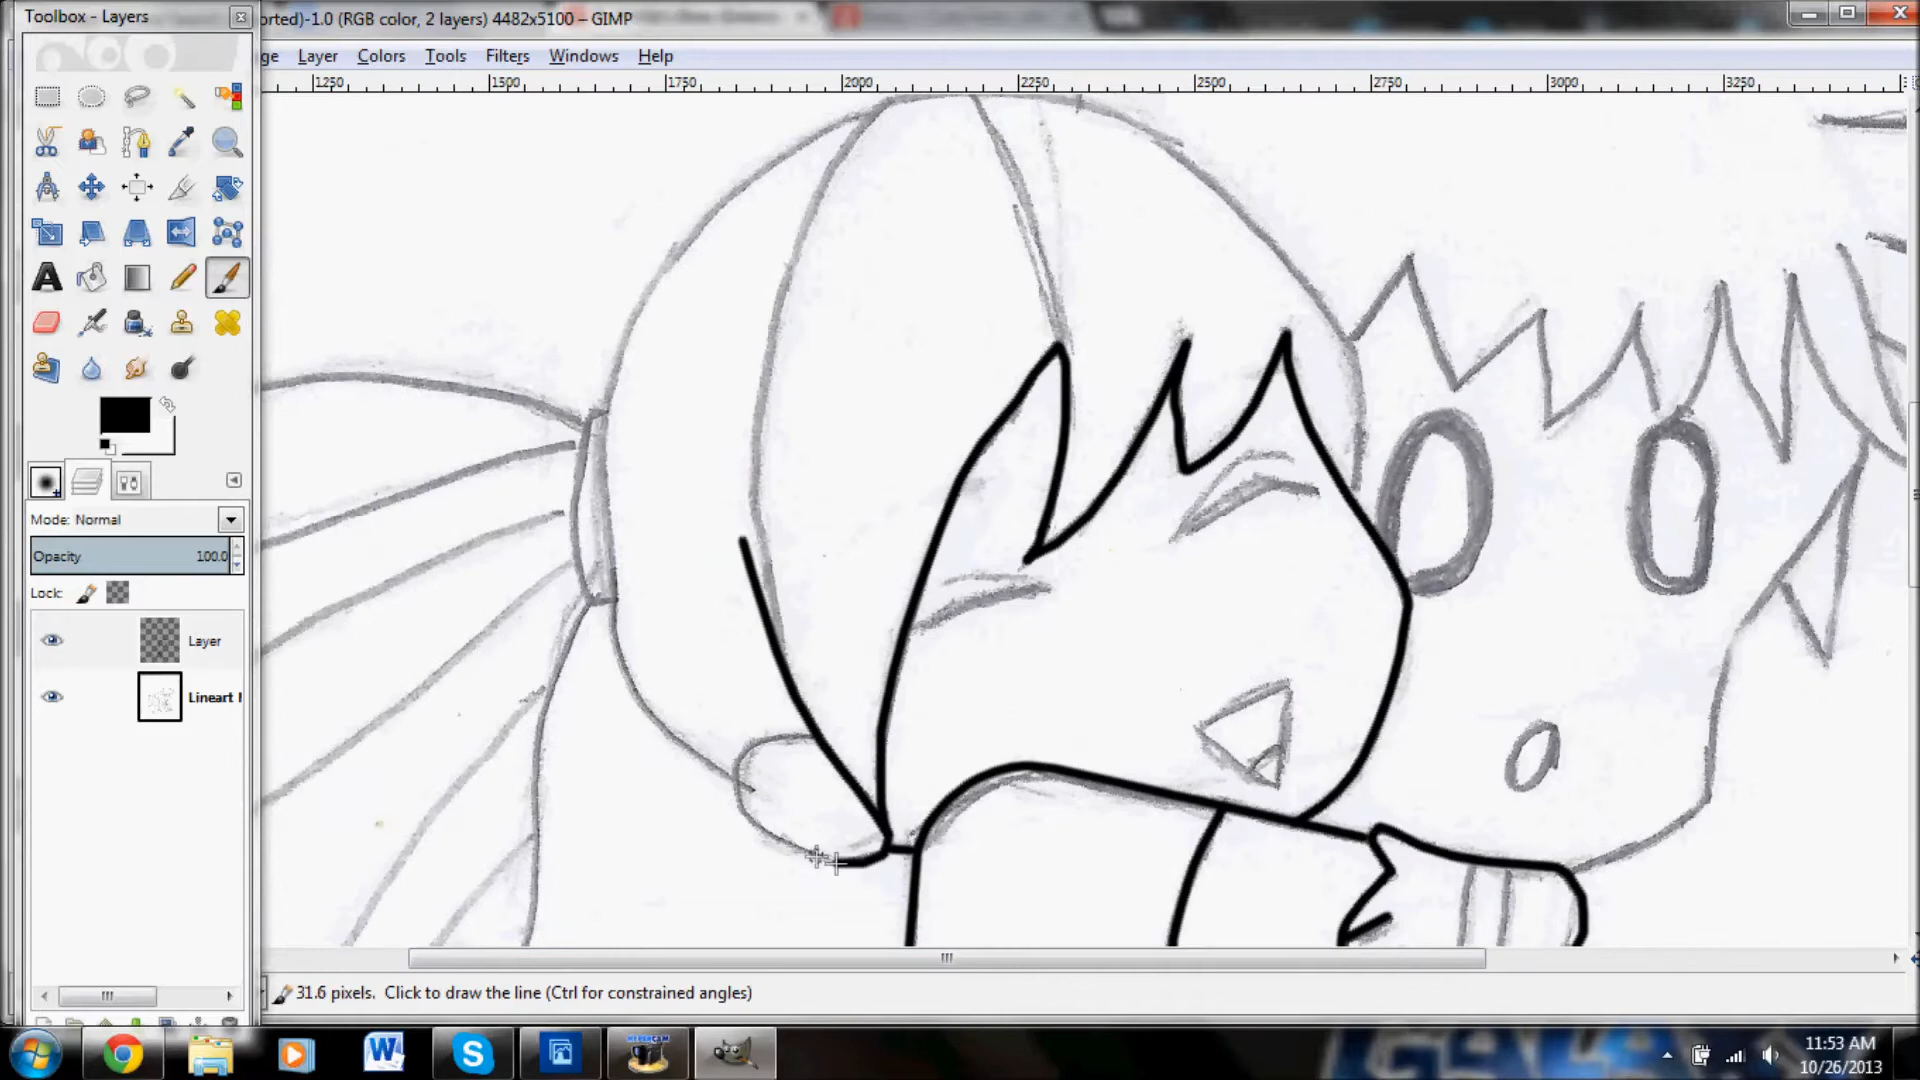 Toolbox - Layers
orted)-1.0 (RGB color, 2 layers) 4482x5100 – GIMP
ge Layer Colors Tools Filters Windows Help
1250 1500 1750 2000 2250 2500 2750 3000 3250
A
Mode: Normal
Opacity 100.0
Lock:
Layer
Lineart
31.6 pixels. Click to draw the line (Ctrl for constrained angles)
W S HYPERCAM
11:53 AM
10/26/2013